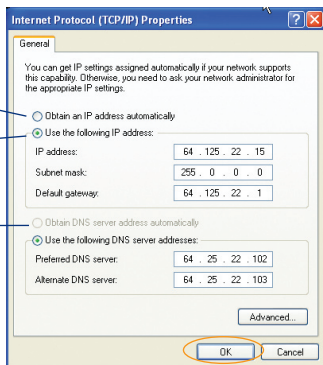 Internet Protocol (TCP/IP) Properties
General
You can get IP settings assigned automatically if your network supports
this capability. Otherwise, you need to ask your network administrator for
the appropriate IP settings.
Obtain an IP address automatically
Use the following IP address:
IP address: 64 . 125 . 22 . 15
Subnet mask: 255 . 0 . 0 . 0
Default gateway: 64 . 125 . 22 . 1
Obtain DNS server address automatically
Use the following DNS server addresses:
Preferred DNS server: 64 . 25 . 22 . 102
Alternate DNS server: 64 . 25 . 22 . 103
Advanced...
OK Cancel